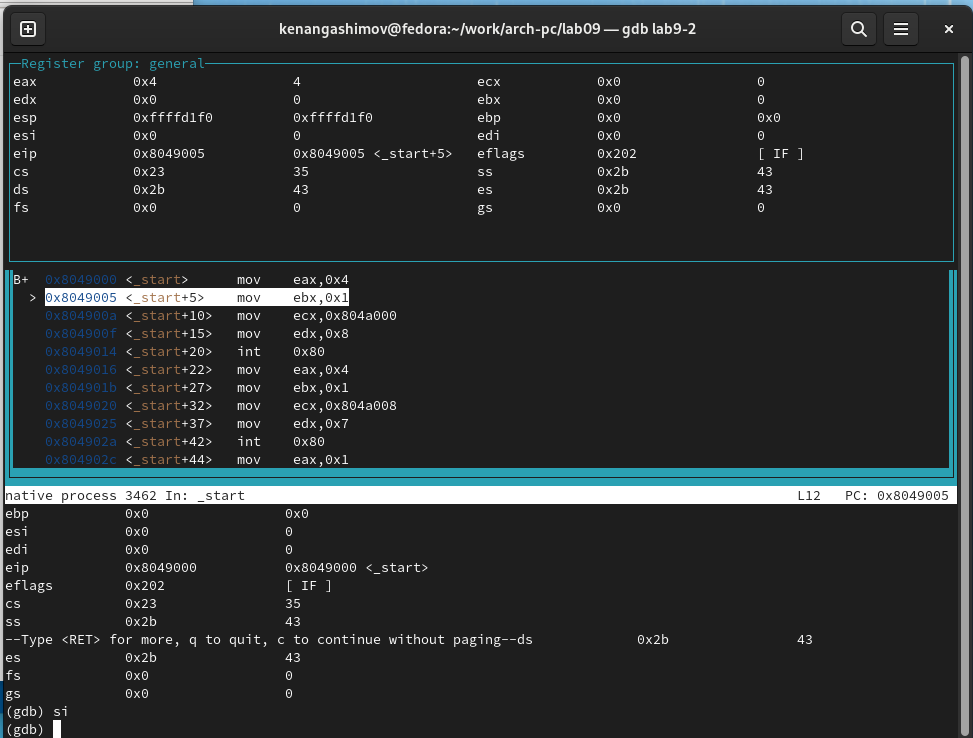 kenangashimov@fedora:~/work/arch-pc/lab09 — gdb lab9-2
Register group: general
eax 0x4 4 ecx 0x0 0
edx 0x0 0 ebx 0x0 0
esp 0xffffd1f0 0xffffd1f0 ebp 0x0 0x0
esi 0x0 0 edi 0x0 0
eip 0x8049005 0x8049005 <_start+5> eflags 0x202 [ IF ]
cs 0x23 35 ss 0x2b 43
ds 0x2b 43 es 0x2b 43
fs 0x0 0 gs 0x0 0
B+ 0x8049000 <_start> mov eax,0x4
> 0x8049005 <_start+5> mov ebx,0x1
0x804900a <_start+10> mov ecx,0x804a000
0x804900f <_start+15> mov edx,0x8
0x8049014 <_start+20> int 0x80
0x8049016 <_start+22> mov eax,0x4
0x804901b <_start+27> mov ebx,0x1
0x8049020 <_start+32> mov ecx,0x804a008
0x8049025 <_start+37> mov edx,0x7
0x804902a <_start+42> int 0x80
0x804902c <_start+44> mov eax,0x1
native process 3462 In: _start L12 PC: 0x8049005
ebp 0x0 0x0
esi 0x0 0
edi 0x0 0
eip 0x8049000 0x8049000 <_start>
eflags 0x202 [ IF ]
cs 0x23 35
ss 0x2b 43
--Type <RET> for more, q to quit, c to continue without paging--ds 0x2b 43
es 0x2b 43
fs 0x0 0
gs 0x0 0
(gdb) si
(gdb)